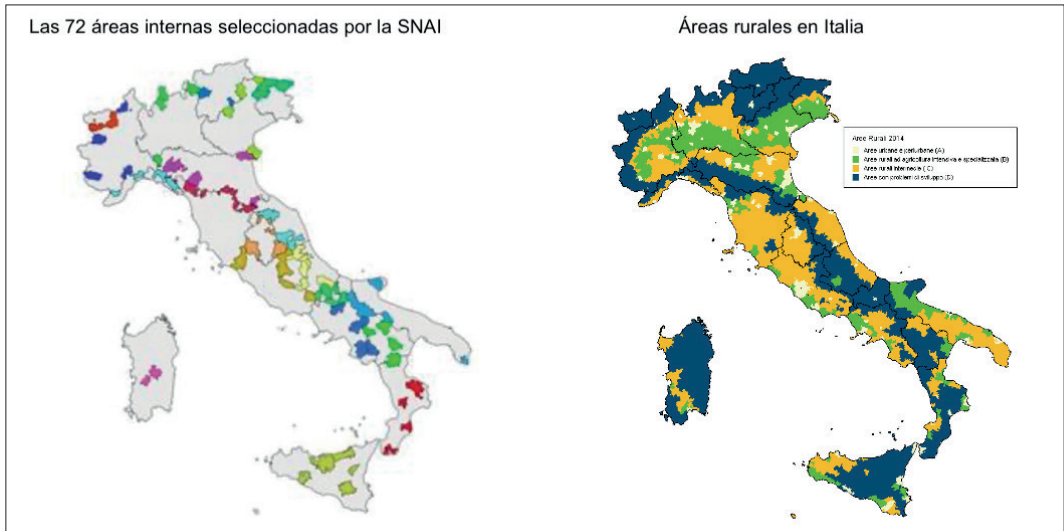 Las 72 áreas internas seleccionadas por la SNAI
Áreas rurales en Italia
Aree Rurali 2014
Aree urbane e periurbane (A)
Aree rurali ad agricoltura intensiva e specializzata (B)
Aree rurali intermedie (C)
Aree con problemi di sviluppo (D)